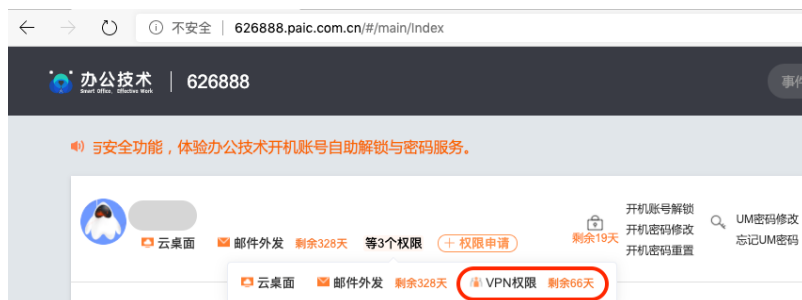 不安全 | 626888.paic.com.cn/#/main/Index
办公技术 | 626888
Smart Office, Effective Work
事件
与安全功能，体验办公技术开机账号自助解锁与密码服务。
云桌面 邮件外发 剩余328天 等3个权限 + 权限申请
剩余19天
开机账号解锁
开机密码修改
开机密码重置
UM密码修改
忘记UM密码
云桌面 邮件外发 剩余328天 VPN权限 剩余66天